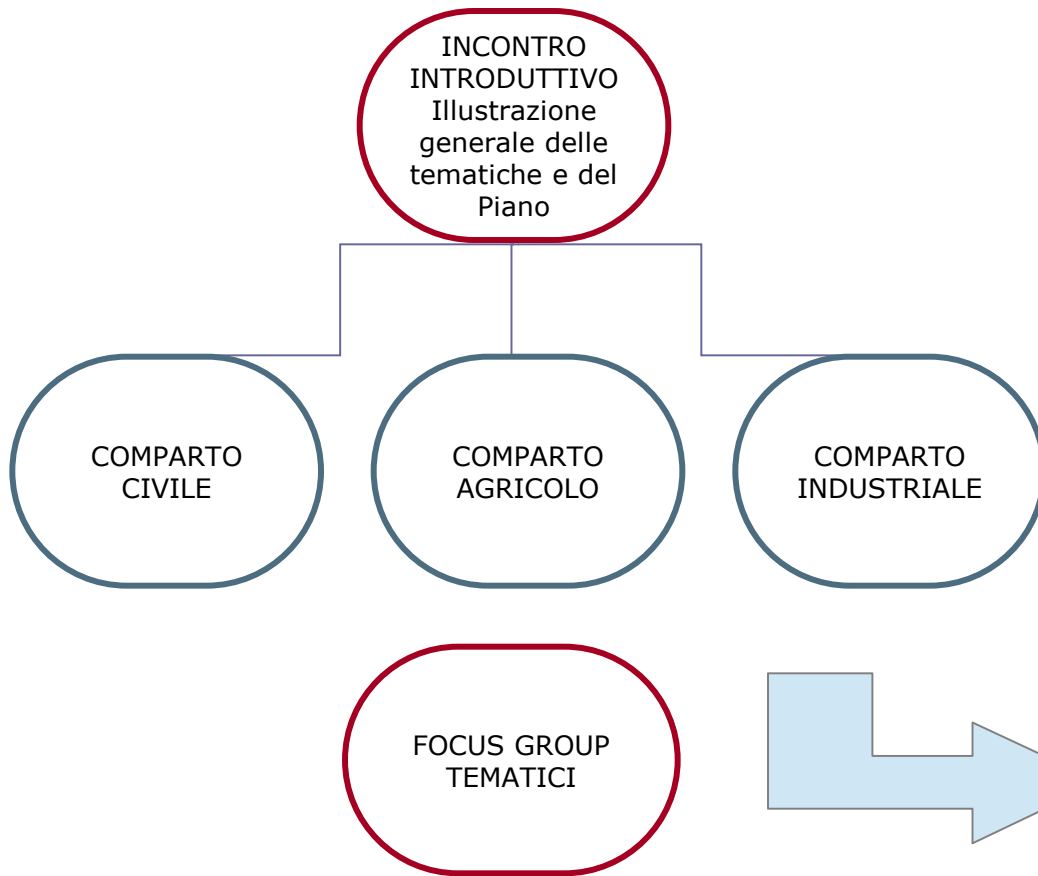 INCONTRO
INTRODUTTIVO
Illustrazione
generale delle
tematiche e del
Piano
COMPARTO
CIVILE
COMPARTO
AGRICOLO
COMPARTO
INDUSTRIALE
FOCUS GROUP
TEMATICI